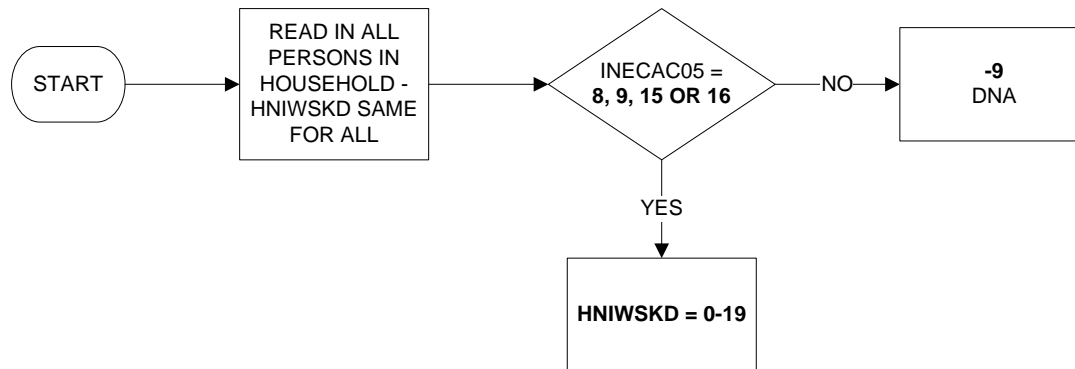 START
READ IN ALL
PERSONS IN
HOUSEHOLD -
HNIWSKD SAME
FOR ALL
INECAC05 =
8, 9, 15 OR 16
NO
-9
DNA
YES
HNIWSKD = 0-19